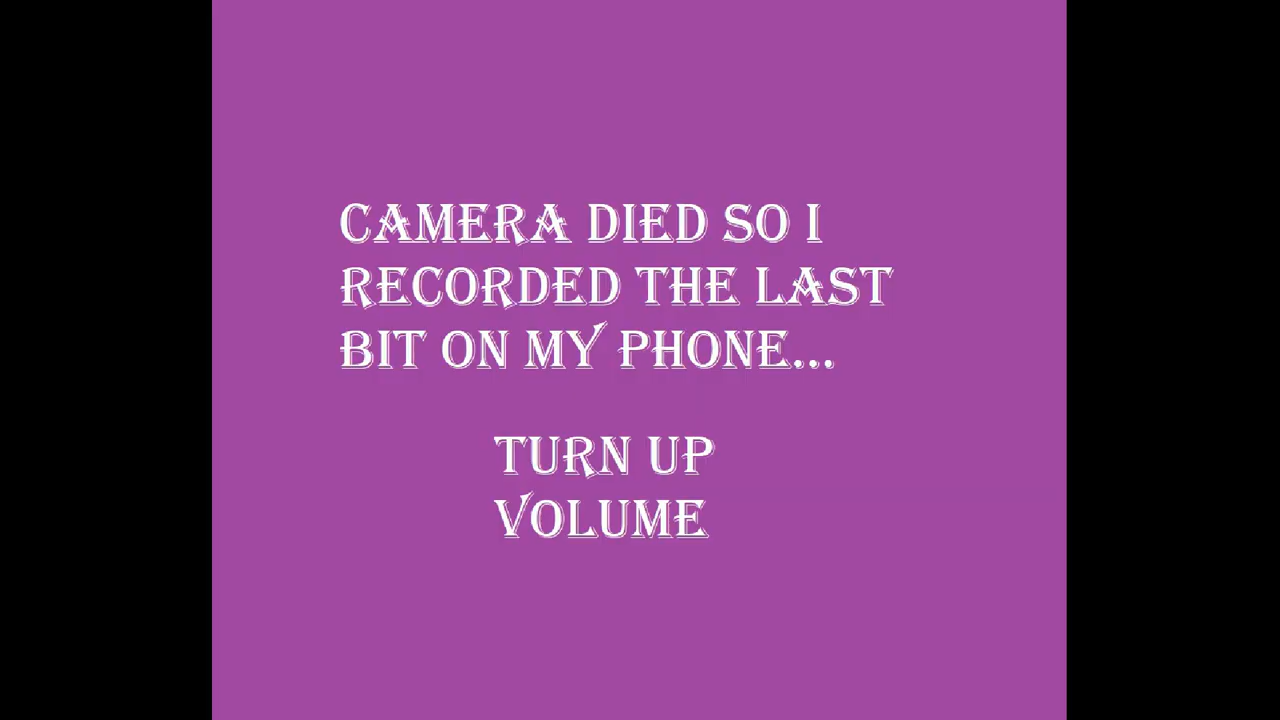 CAMERA DIED SO I
RECORDED THE LAST
BIT ON MY PHONE...
TURN UP
VOLUME